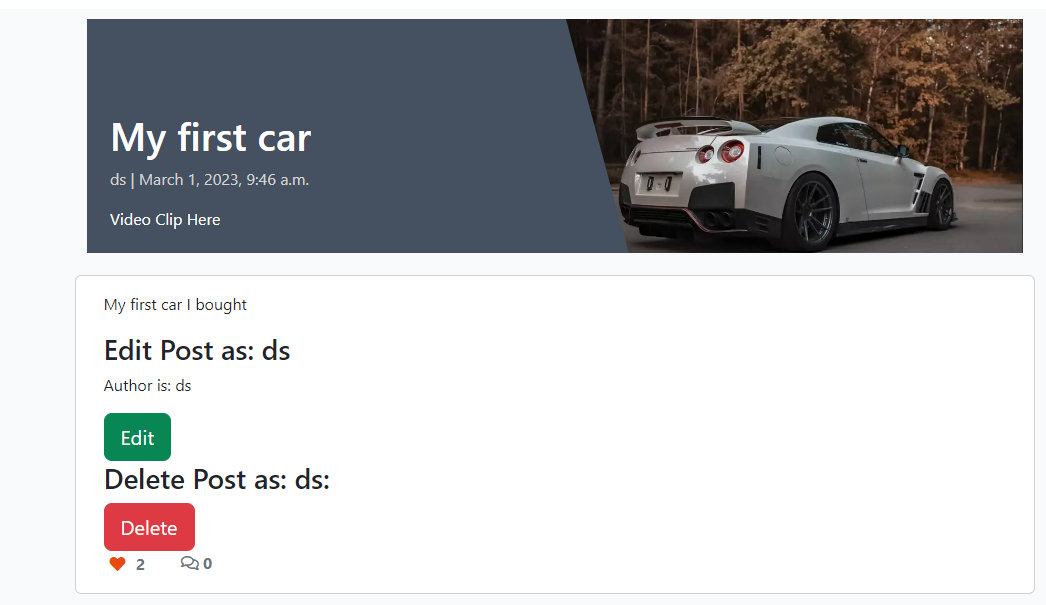 My first car
ds | March 1, 2023, 9:46 a.m.
Video Clip Here
My first car I bought
Edit Post as: ds
Author is: ds
Edit
Delete Post as: ds:
Delete
2 0